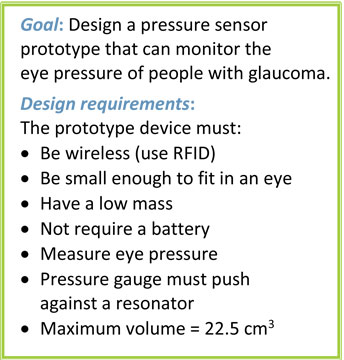 Goal: Design a pressure sensor
prototype that can monitor the
eye pressure of people with glaucoma.
Design requirements:
The prototype device must:
• Be wireless (use RFID)
• Be small enough to fit in an eye
• Have a low mass
• Not require a battery
• Measure eye pressure
• Pressure gauge must push
against a resonator
• Maximum volume = 22.5 cm³